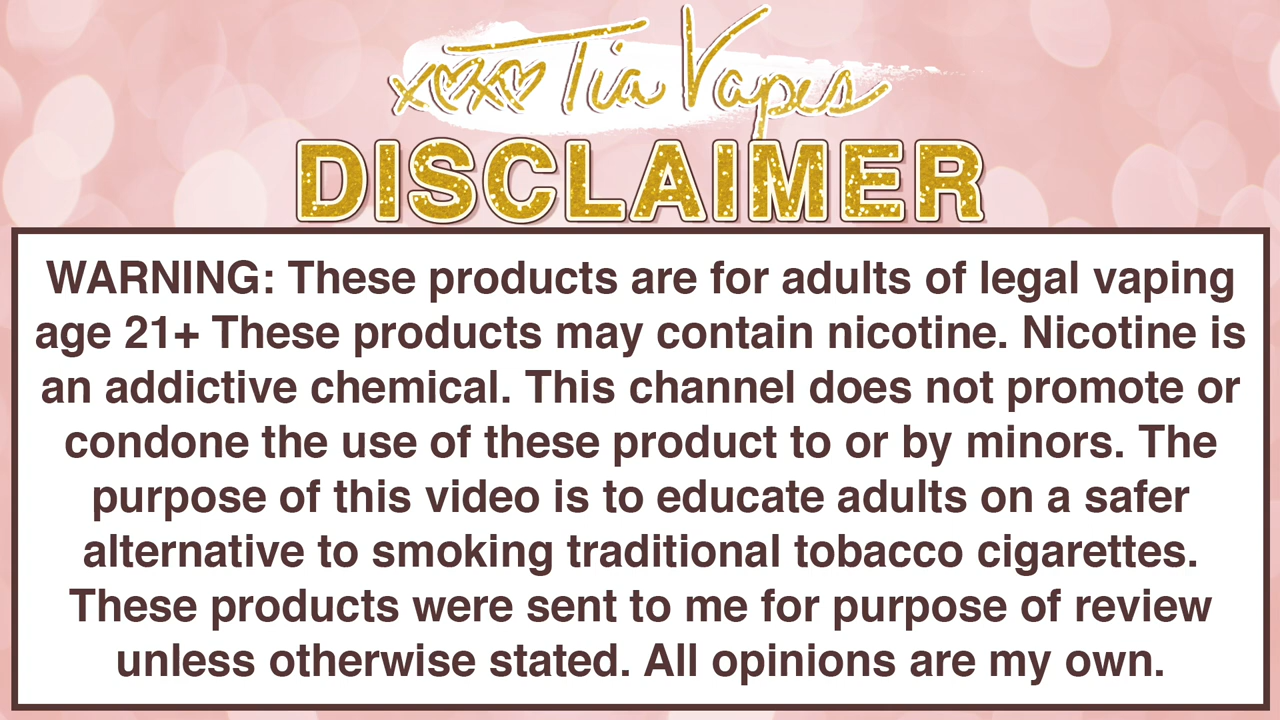 xoxo Tia Vapes
DISCLAIMER
WARNING: These products are for adults of legal vaping
age 21+ These products may contain nicotine. Nicotine is
an addictive chemical. This channel does not promote or
condone the use of these product to or by minors. The
purpose of this video is to educate adults on a safer
alternative to smoking traditional tobacco cigarettes.
These products were sent to me for purpose of review
unless otherwise stated. All opinions are my own.